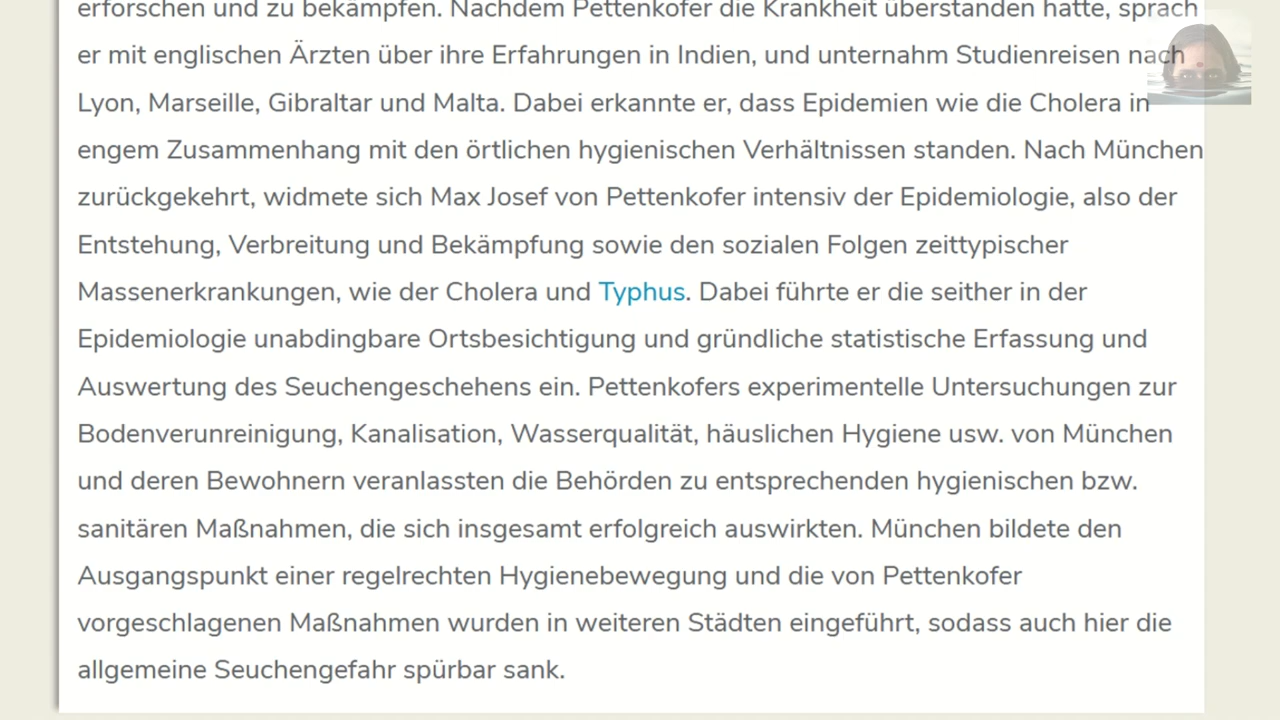 erforschen und zu bekämpfen. Nachdem Pettenkofer die Krankheit überstanden hatte, sprach
er mit englischen Ärzten über ihre Erfahrungen in Indien, und unternahm Studienreisen nach
Lyon, Marseille, Gibraltar und Malta. Dabei erkannte er, dass Epidemien wie die Cholera in
engem Zusammenhang mit den örtlichen hygienischen Verhältnissen standen. Nach München
zurückgekehrt, widmete sich Max Josef von Pettenkofer intensiv der Epidemiologie, also der
Entstehung, Verbreitung und Bekämpfung sowie den sozialen Folgen zeittypischer
Massenerkrankungen, wie der Cholera und Typhus. Dabei führte er die seither in der
Epidemiologie unabdingbare Ortsbesichtigung und gründliche statistische Erfassung und
Auswertung des Seuchengeschehens ein. Pettenkofers experimentelle Untersuchungen zur
Bodenverunreinigung, Kanalisation, Wasserqualität, häuslichen Hygiene usw. von München
und deren Bewohnern veranlassten die Behörden zu entsprechenden hygienischen bzw.
sanitären Maßnahmen, die sich insgesamt erfolgreich auswirkten. München bildete den
Ausgangspunkt einer regelrechten Hygienebewegung und die von Pettenkofer
vorgeschlagenen Maßnahmen wurden in weiteren Städten eingeführt, sodass auch hier die
allgemeine Seuchengefahr spürbar sank.